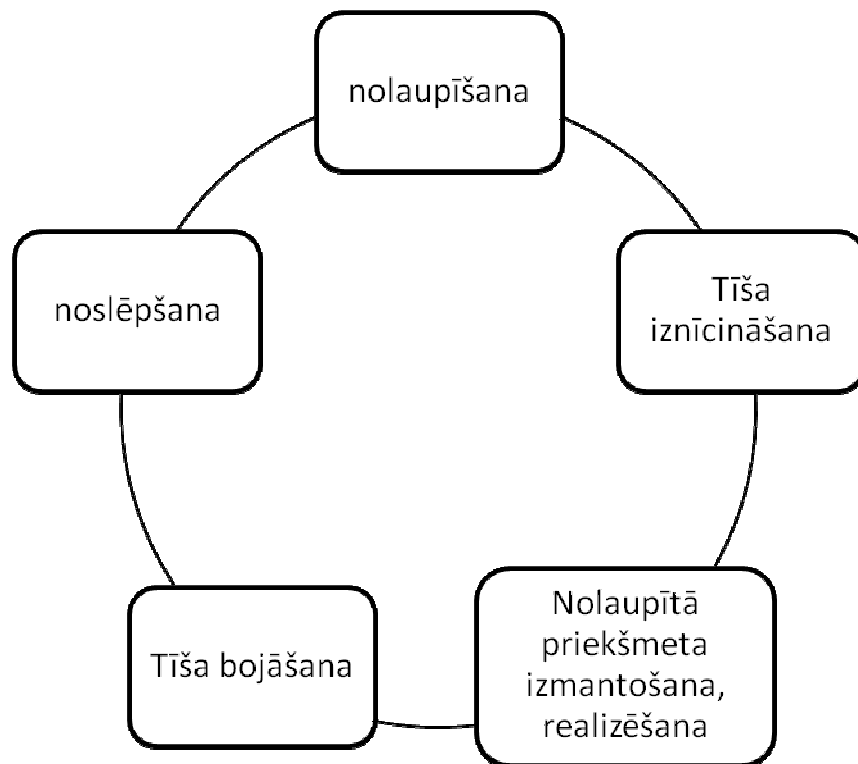 nolaupīšana
Tīša
iznīcināšana
Nolaupītā
priekšmeta
izmantošana,
realizēšana
Tīša bojāšana
noslēpšana